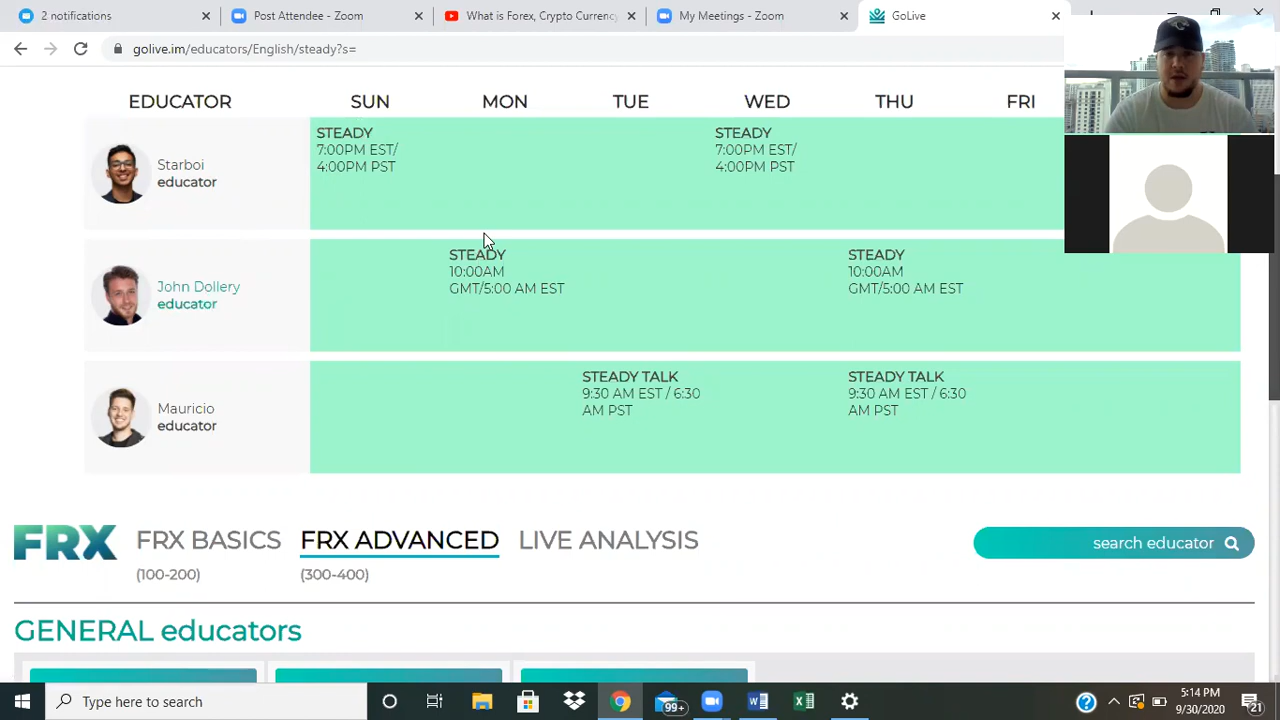 2 notifications
Post Attendee - Zoom
What is Forex, Crypto Currency
My Meetings - Zoom
GoLive
golive.im/educators/English/steady?s=
EDUCATOR SUN MON TUE WED THU FRI
Starboi
educator
STEADY
7:00PM EST/
4:00PM PST
STEADY
7:00PM EST/
4:00PM PST
John Dollery
educator
STEADY
10:00AM
GMT/5:00 AM EST
STEADY
10:00AM
GMT/5:00 AM EST
Mauricio
educator
STEADY TALK
9:30 AM EST / 6:30
AM PST
STEADY TALK
9:30 AM EST / 6:30
AM PST
FRX FRX BASICS FRX ADVANCED LIVE ANALYSIS
search educator
(100-200) (300-400)
GENERAL educators
Type here to search
99+
5:14 PM
9/30/2020
21